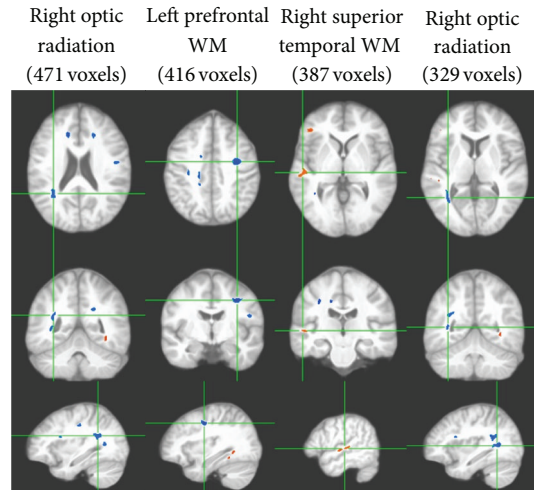 Right optic
radiation
(471 voxels)
Left prefrontal
WM
(416 voxels)
Right superior
temporal WM
(387 voxels)
Right optic
radiation
(329 voxels)